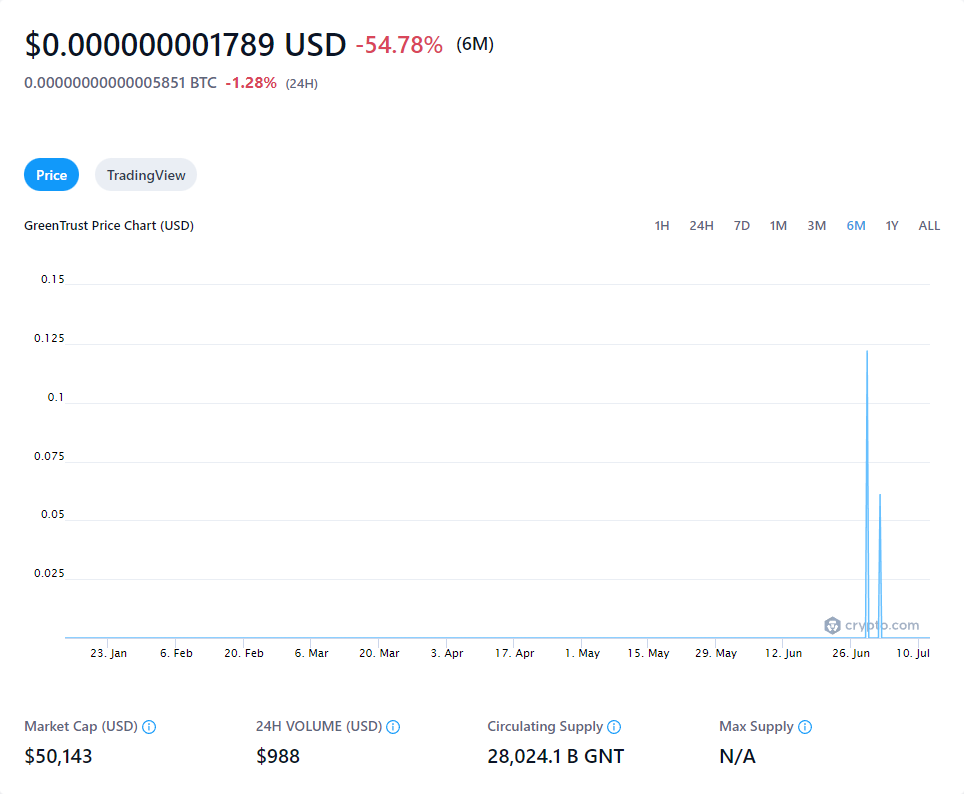 $0.000000001789 USD -54.78% (6M)
0.00000000000005851 BTC -1.28% (24H)
Price TradingView
GreenTrust Price Chart (USD) 1H 24H 7D 1M 3M 6M 1Y ALL
0.15
0.125
0.1
0.075
0.05
0.025
crypto.com
23. Jan 6. Feb 20. Feb 6. Mar 20. Mar 3. Apr 17. Apr 1. May 15. May 29. May 12. Jun 26. Jun 10. Jul
Market Cap (USD) 24H VOLUME (USD) Circulating Supply Max Supply
$50,143 $988 28,024.1 B GNT N/A